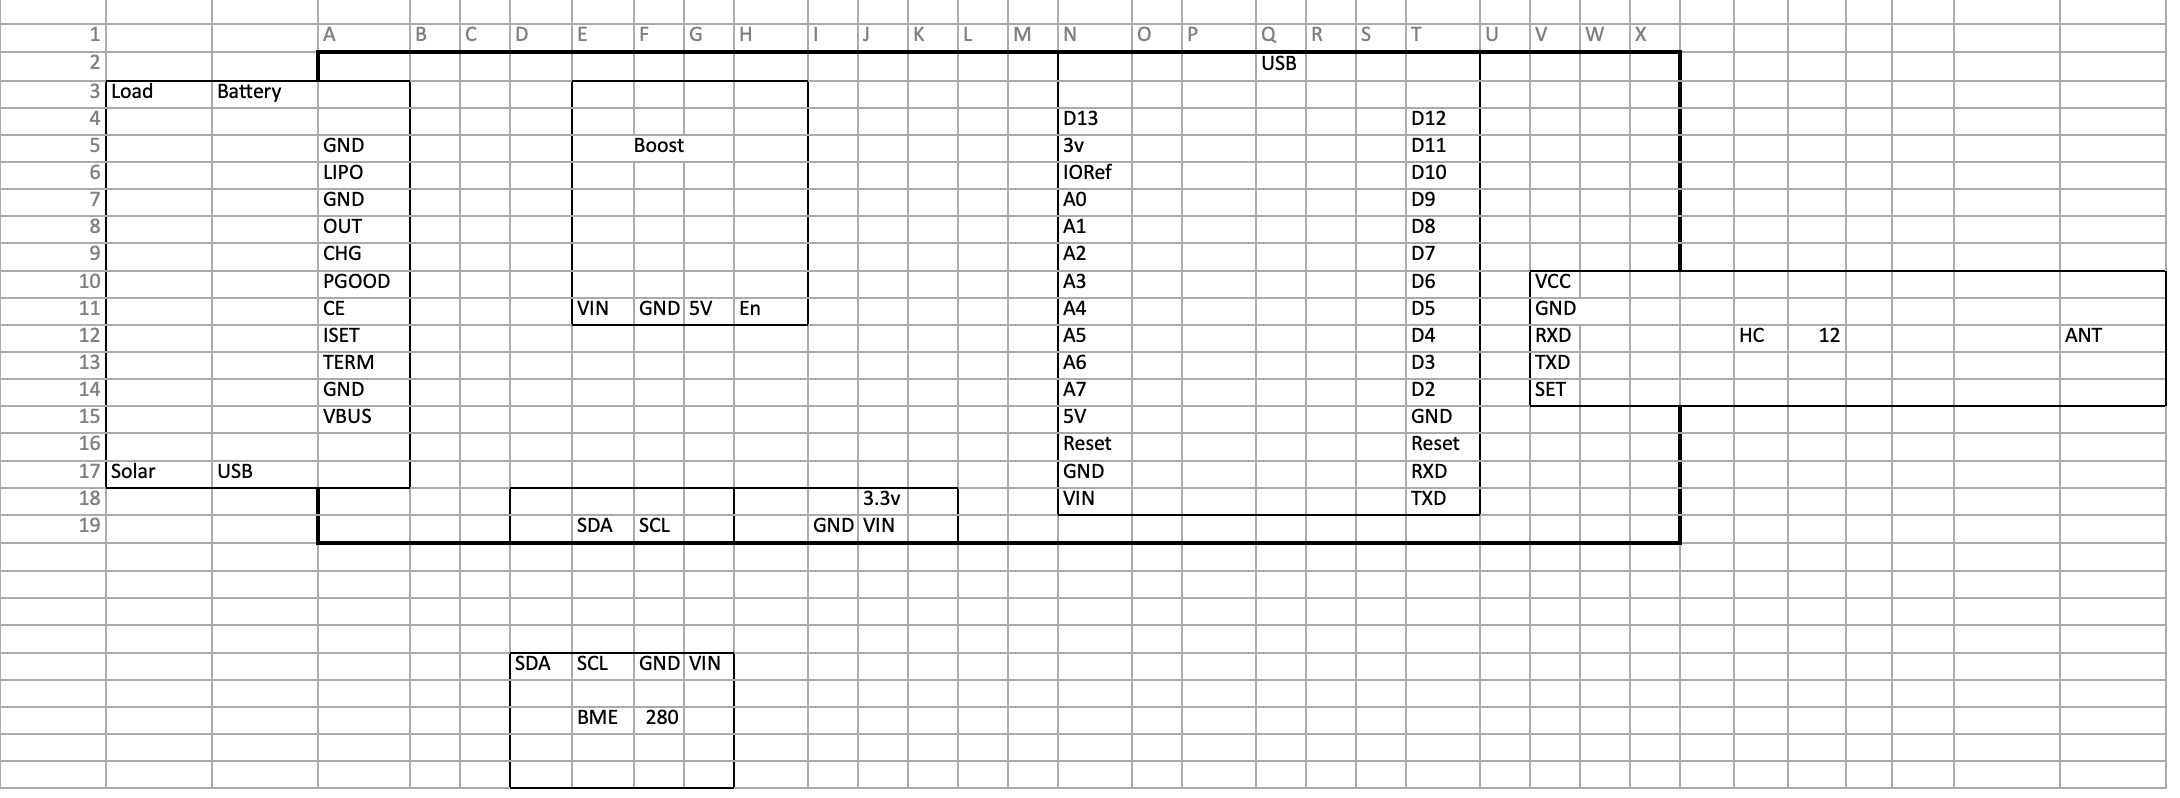 1 A B C D E F G H I J K L M N O P Q R S T U V W X
2 USB
3 Load Battery
4 D13 D12
5 GND Boost 3v D11
6 LIPO IORef D10
7 GND A0 D9
8 OUT A1 D8
9 CHG A2 D7
10 PGOOD A3 D6 VCC
11 CE VIN GND 5V En A4 D5 GND
12 ISET A5 D4 RXD HC 12 ANT
13 TERM A6 D3 TXD
14 GND A7 D2 SET
15 VBUS 5V GND
16 Reset Reset
17 Solar USB GND RXD
18 3.3v VIN TXD
19 SDA SCL GND VIN
SDA SCL GND VIN
BME 280